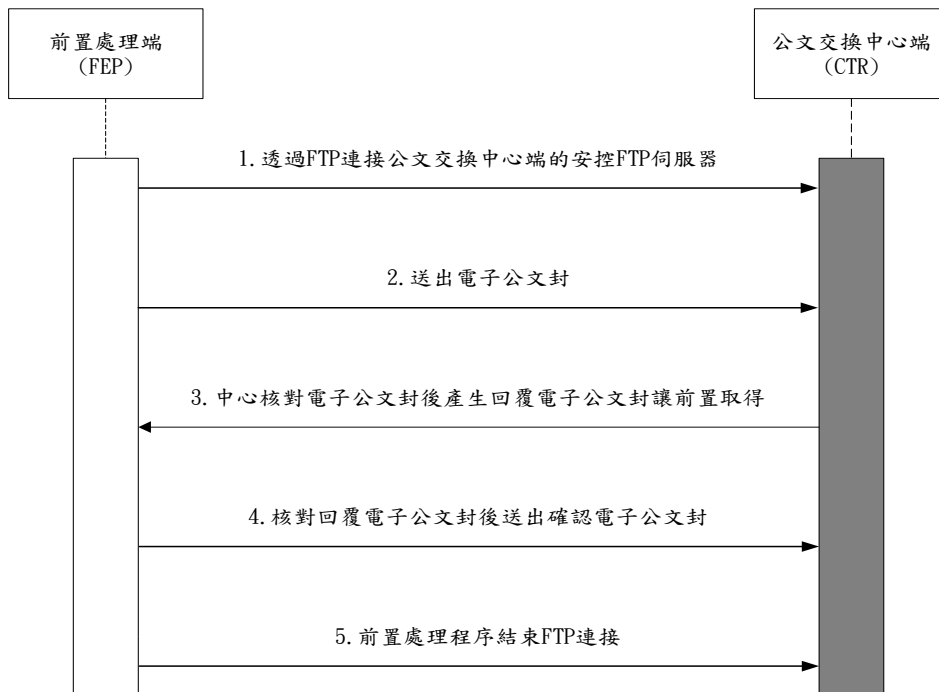 前置處理端
(FEP)
公文交換中心端
(CTR)
1.透過FTP連接公文交換中心端的安控FTP伺服器
2.送出電子公文封
3.中心核對電子公文封後產生回覆電子公文封讓前置取得
4.核對回覆電子公文封後送出確認電子公文封
5.前置處理程序結束FTP連接